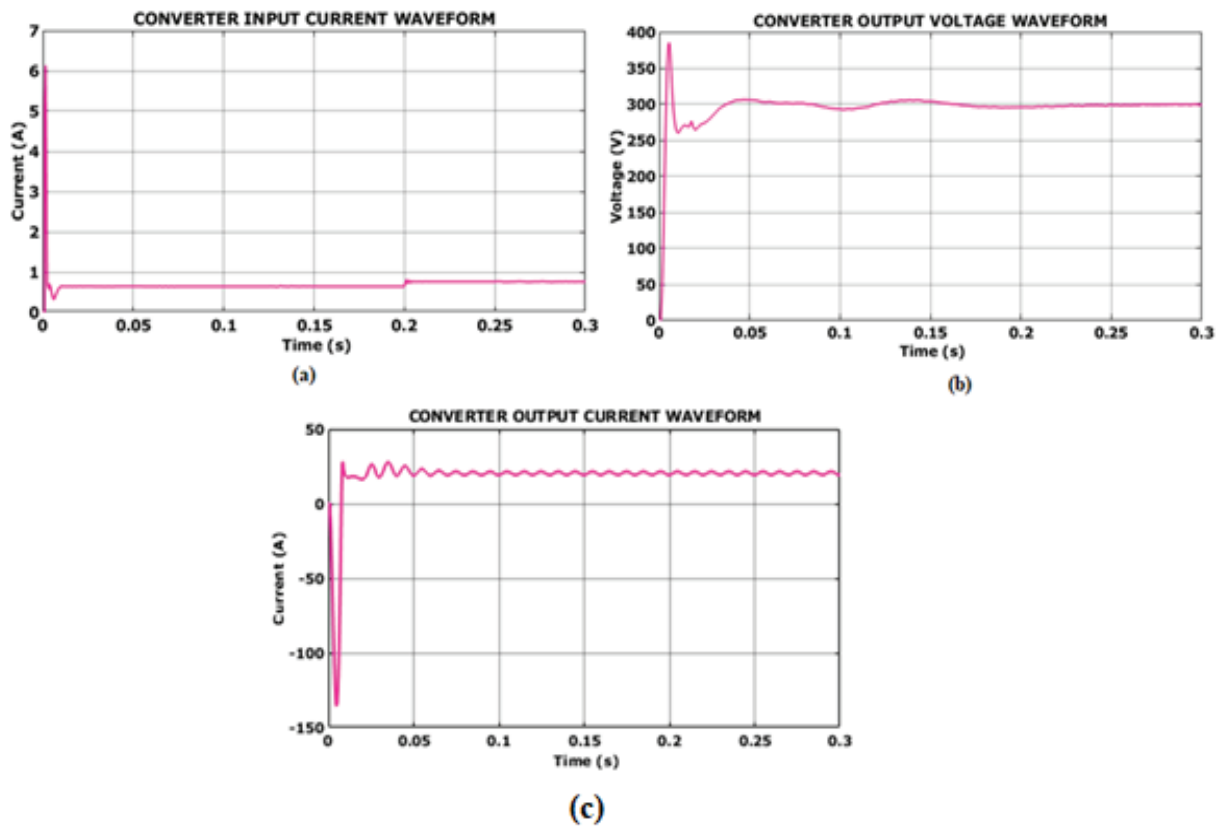 CONVERTER INPUT CURRENT WAVEFORM
7
6
5
4
3
2
1
0
Current (A)
0 0.05 0.1 0.15 0.2 0.25 0.3
Time (s)
(a)
CONVERTER OUTPUT VOLTAGE WAVEFORM
400
350
300
250
200
150
100
50
0
Voltage (V)
0 0.05 0.1 0.15 0.2 0.25 0.3
Time (s)
(b)
CONVERTER OUTPUT CURRENT WAVEFORM
50
0
-50
-100
-150
Current (A)
0 0.05 0.1 0.15 0.2 0.25 0.3
Time (s)
(c)